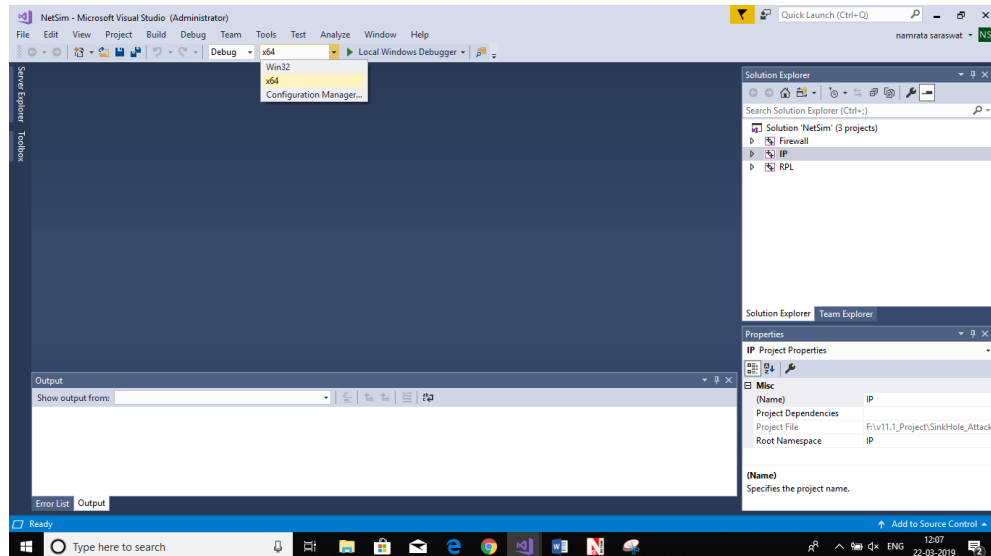 NetSim - Microsoft Visual Studio (Administrator)
Quick Launch (Ctrl+Q)
File Edit View Project Build Debug Team Tools Test Analyze Window Help
namrata saraswat NS
Debug x64 Local Windows Debugger
Win32
x64
Configuration Manager...
Server Explorer
Toolbox
Solution Explorer
Search Solution Explorer (Ctrl+;)
Solution 'NetSim' (3 projects)
Firewall
IP
RPL
Solution Explorer Team Explorer
Properties
IP Project Properties
Misc
(Name) IP
Project Dependencies
Project File F:\v11.1_Project\SinkHole_Attack
Root Namespace IP
(Name)
Specifies the project name.
Output
Show output from:
Error List Output
Ready
Add to Source Control
Type here to search
ENG
12:07
22-03-2019